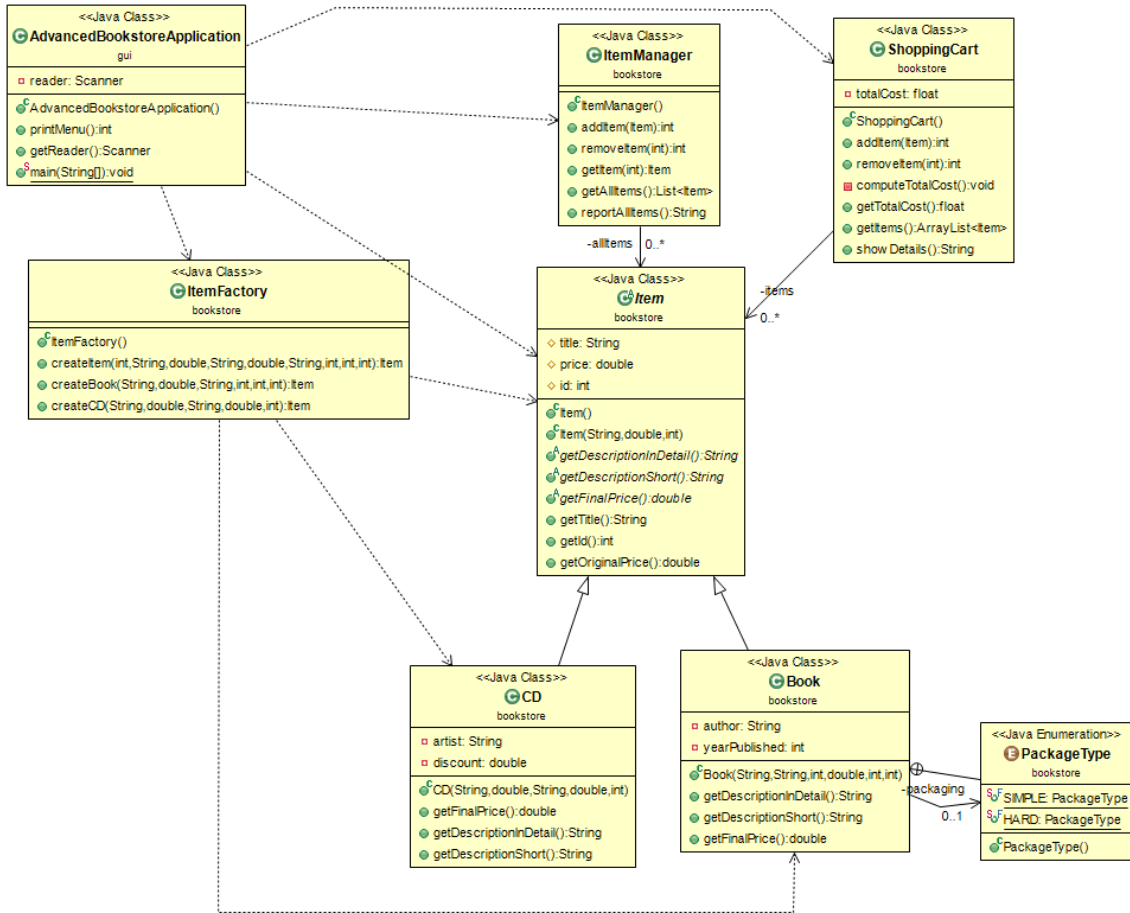 <<Java Class>>
AdvancedBookstoreApplication
gui
reader: Scanner
AdvancedBookstoreApplication()
printMenu():int
getReader():Scanner
main(String[]):void
<<Java Class>>
ItemManager
bookstore
ItemManager()
addItem(Item):int
removeItem(int):int
getItem(int):Item
getAllItems():List<Item>
reportAllItems():String
<<Java Class>>
ShoppingCart
bookstore
totalCost: float
ShoppingCart()
addItem(Item):int
removeItem(int):int
computeTotalCost():void
getTotalCost():float
getItems():ArrayList<Item>
showDetails():String
-allItems 0..*
-items
0..*
<<Java Class>>
ItemFactory
bookstore
ItemFactory()
createItem(int,String,double,String,double,String,int,int,int):Item
createBook(String,double,String,int,int,int):Item
createCD(String,double,String,double,int):Item
<<Java Class>>
Item
bookstore
title: String
price: double
id: int
Item()
Item(String,double,int)
getDescriptionInDetail():String
getDescriptionShort():String
getFinalPrice():double
getTitle():String
getId():int
getOriginalPrice():double
<<Java Class>>
CD
bookstore
artist: String
discount: double
CD(String,double,String,double,int)
getFinalPrice():double
getDescriptionInDetail():String
getDescriptionShort():String
<<Java Class>>
Book
bookstore
author: String
yearPublished: int
Book(String,String,int,double,int,int)
getDescriptionInDetail():String
getDescriptionShort():String
getFinalPrice():double
-packaging
0..1
<<Java Enumeration>>
PackageType
bookstore
SIMPLE: PackageType
HARD: PackageType
PackageType()